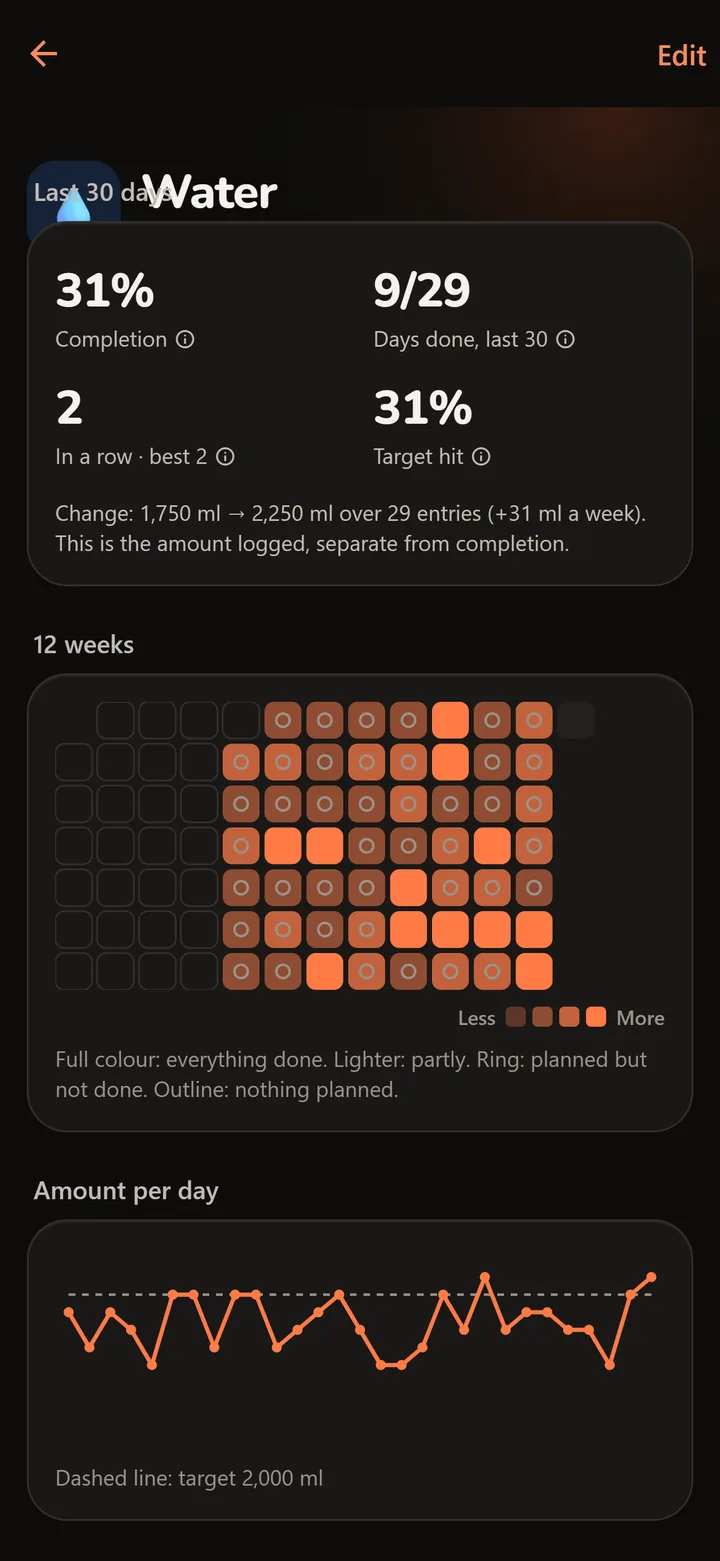 Edit
Last 30 days
Water
31%
Completion
9/29
Days done, last 30
2
In a row · best 2
31%
Target hit
Change: 1,750 ml → 2,250 ml over 29 entries (+31 ml a week).
This is the amount logged, separate from completion.
12 weeks
Less
More
Full colour: everything done. Lighter: partly. Ring: planned but
not done. Outline: nothing planned.
Amount per day
Dashed line: target 2,000 ml